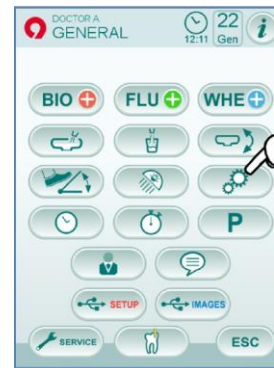 DOCTOR A
GENERAL
12:11
22
Gen
i
BIO
FLU
WHE
P
SETUP
IMAGES
SERVICE
ESC